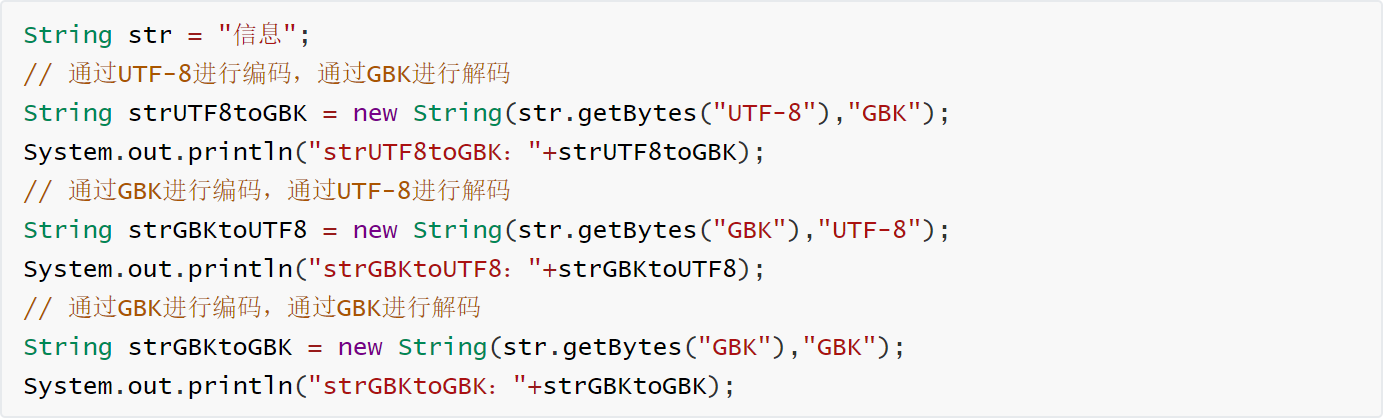 String str = "信息";
// 通过UTF-8进行编码，通过GBK进行解码
String strUTF8toGBK = new String(str.getBytes("UTF-8"),"GBK");
System.out.println("strUTF8toGBK："+strUTF8toGBK);
// 通过GBK进行编码，通过UTF-8进行解码
String strGBKtoUTF8 = new String(str.getBytes("GBK"),"UTF-8");
System.out.println("strGBKtoUTF8："+strGBKtoUTF8);
// 通过GBK进行编码，通过GBK进行解码
String strGBKtoGBK = new String(str.getBytes("GBK"),"GBK");
System.out.println("strGBKtoGBK："+strGBKtoGBK);